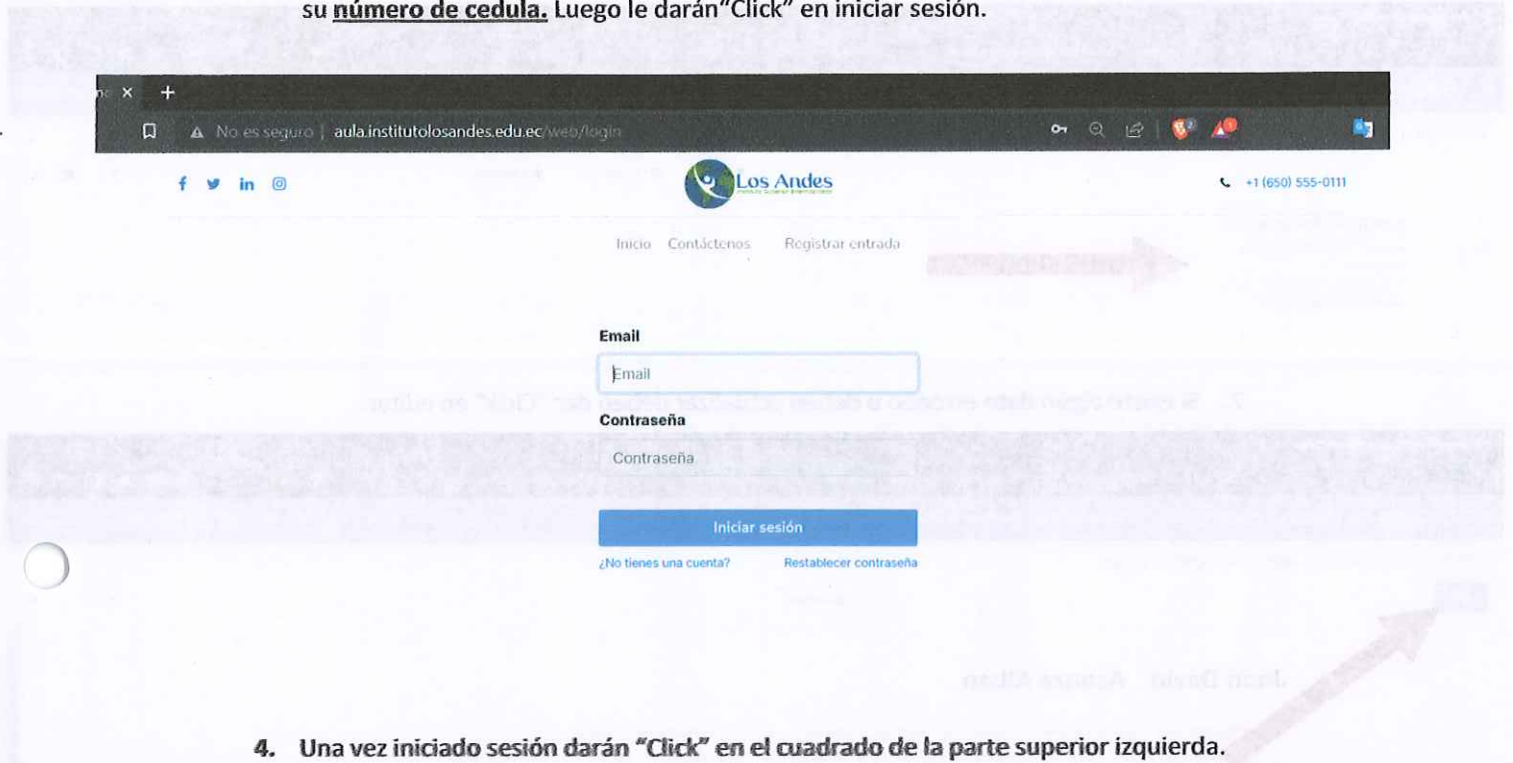 su número de cedula. Luego le darán"Click" en iniciar sesión.
No es seguro | aula.institutolosandes.edu.ec/web/login
Los Andes
+1 (650) 555-0111
Inicio Contáctenos Registrar entrada
Email
Email
Contraseña
Contraseña
Iniciar sesión
¿No tienes una cuenta? Restablecer contraseña
4. Una vez iniciado sesión darán "Click" en el cuadrado de la parte superior izquierda.